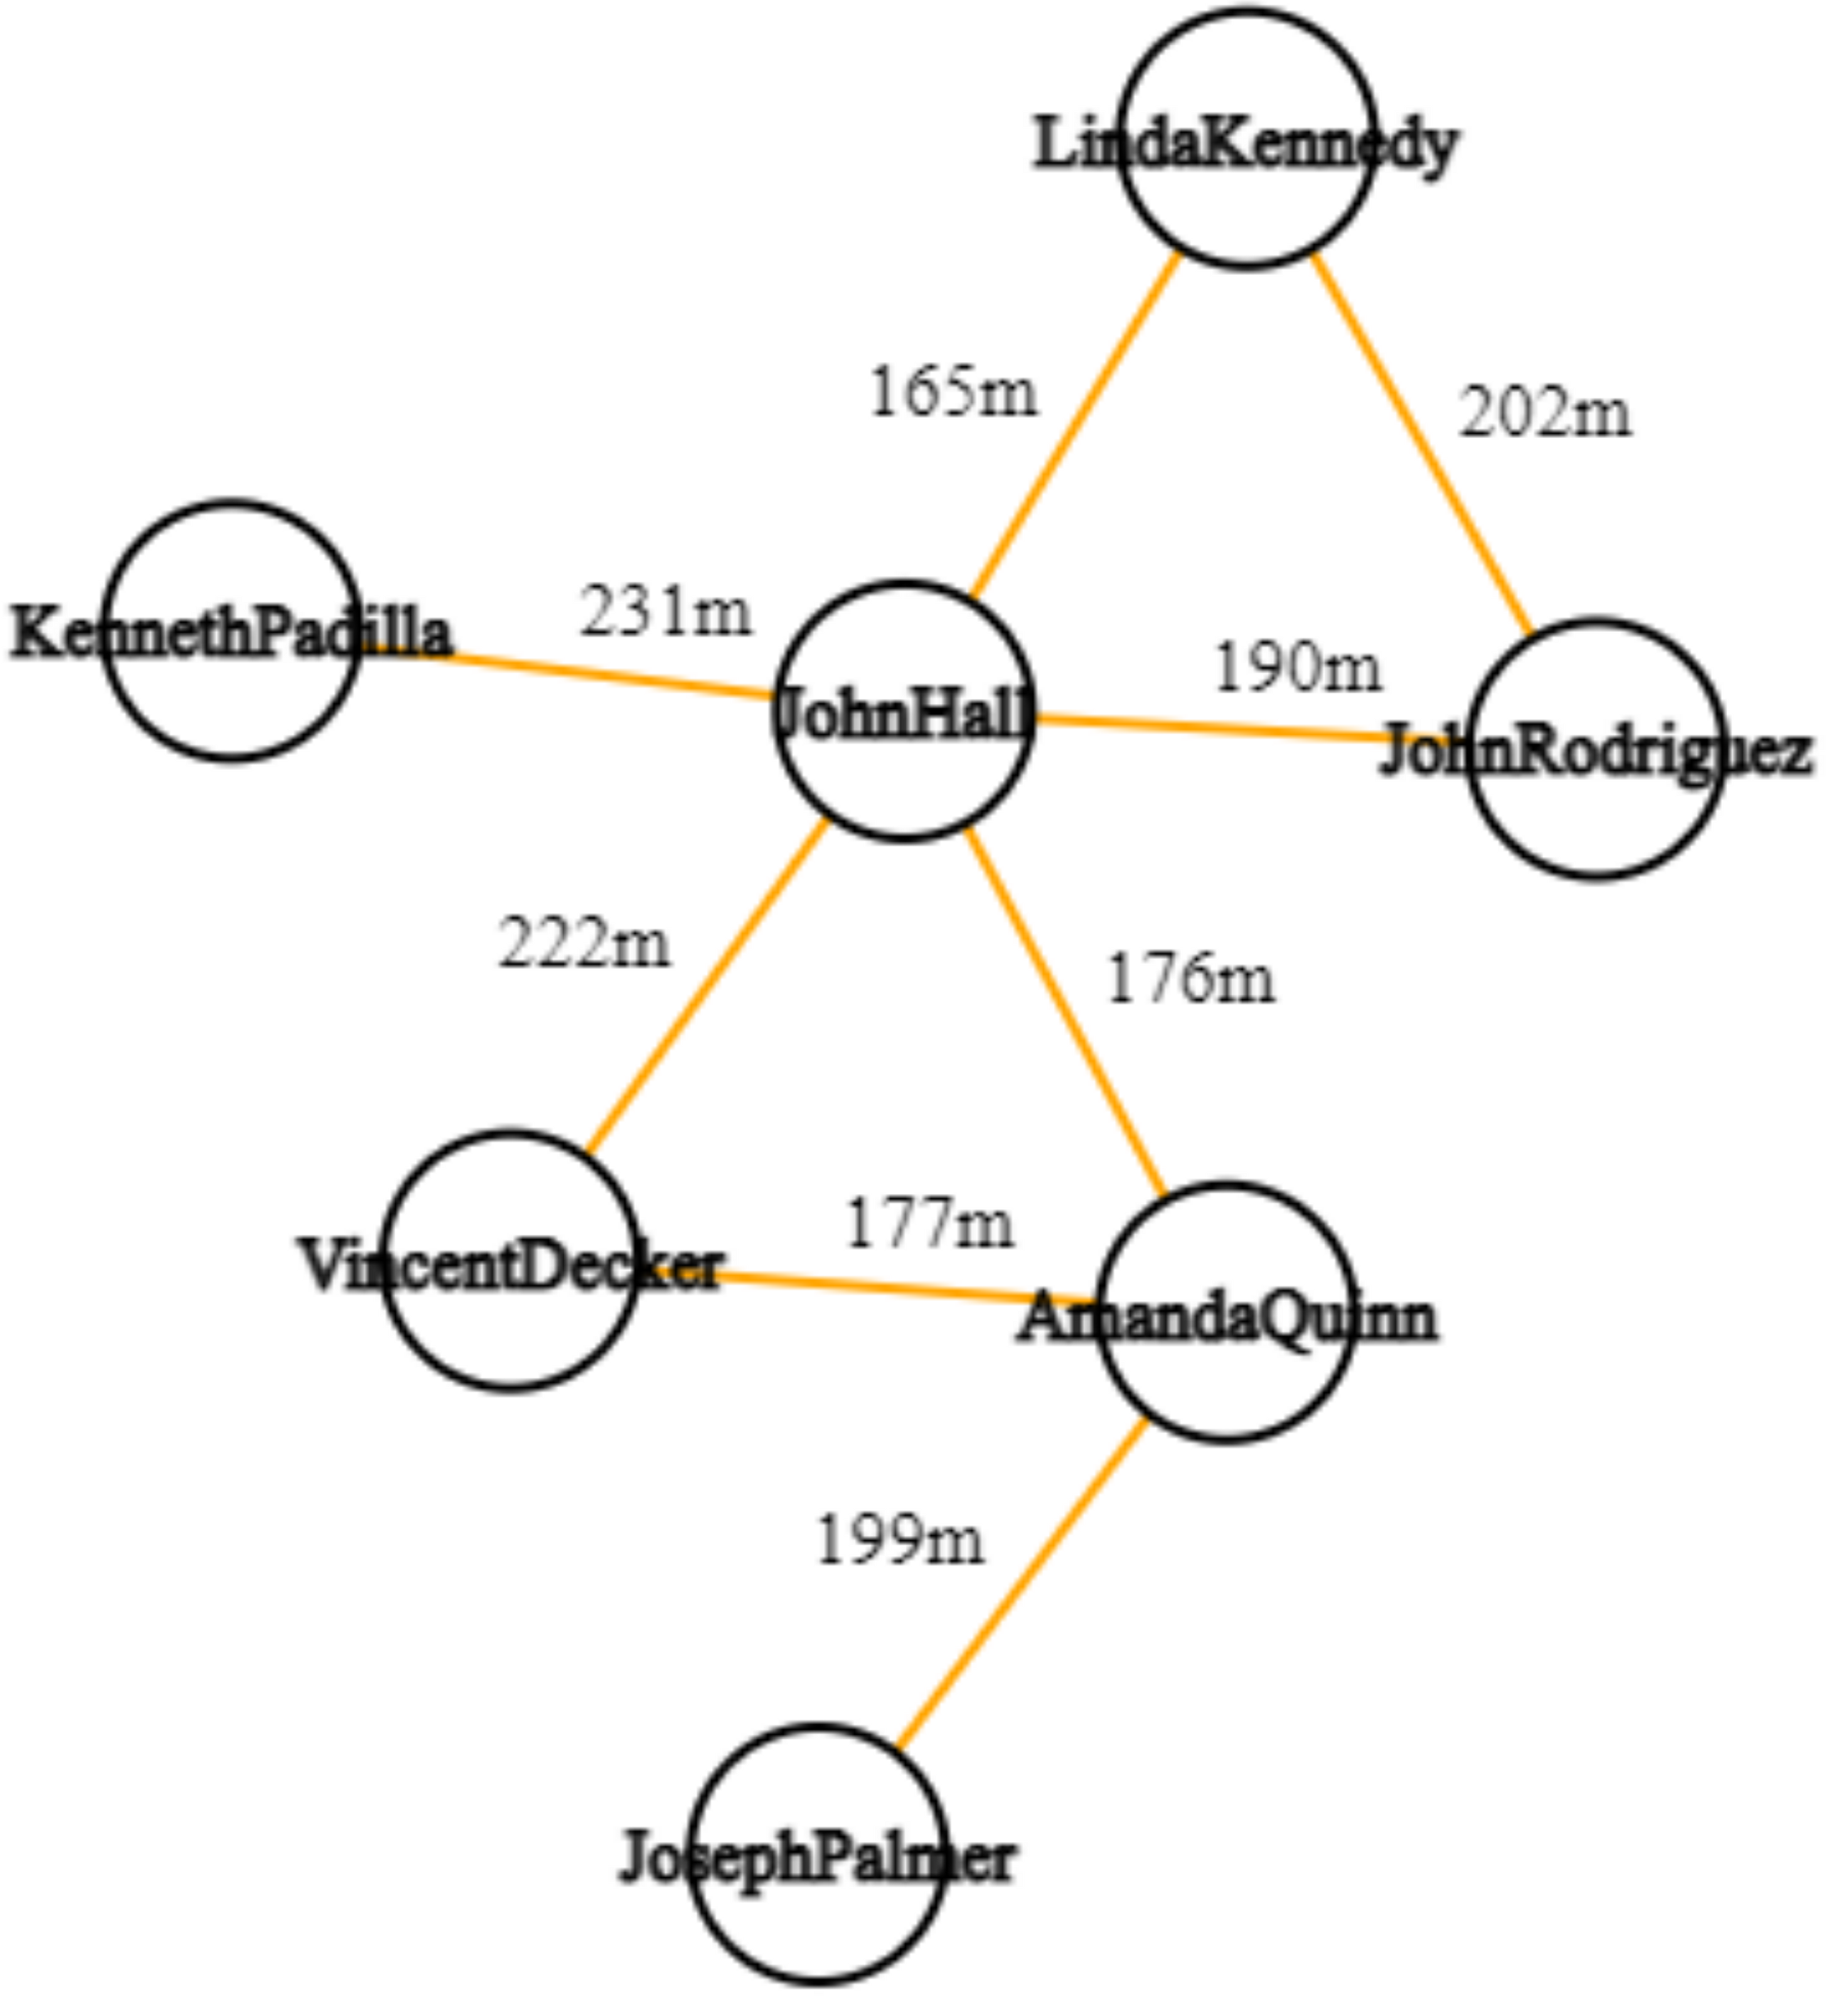 LindaKennedy
165m
202m
KennethPadilla
231m
JohnHall
190m
JohnRodriguez
222m
176m
VincentDecker
177m
AmandaQuinn
199m
JosephPalmer